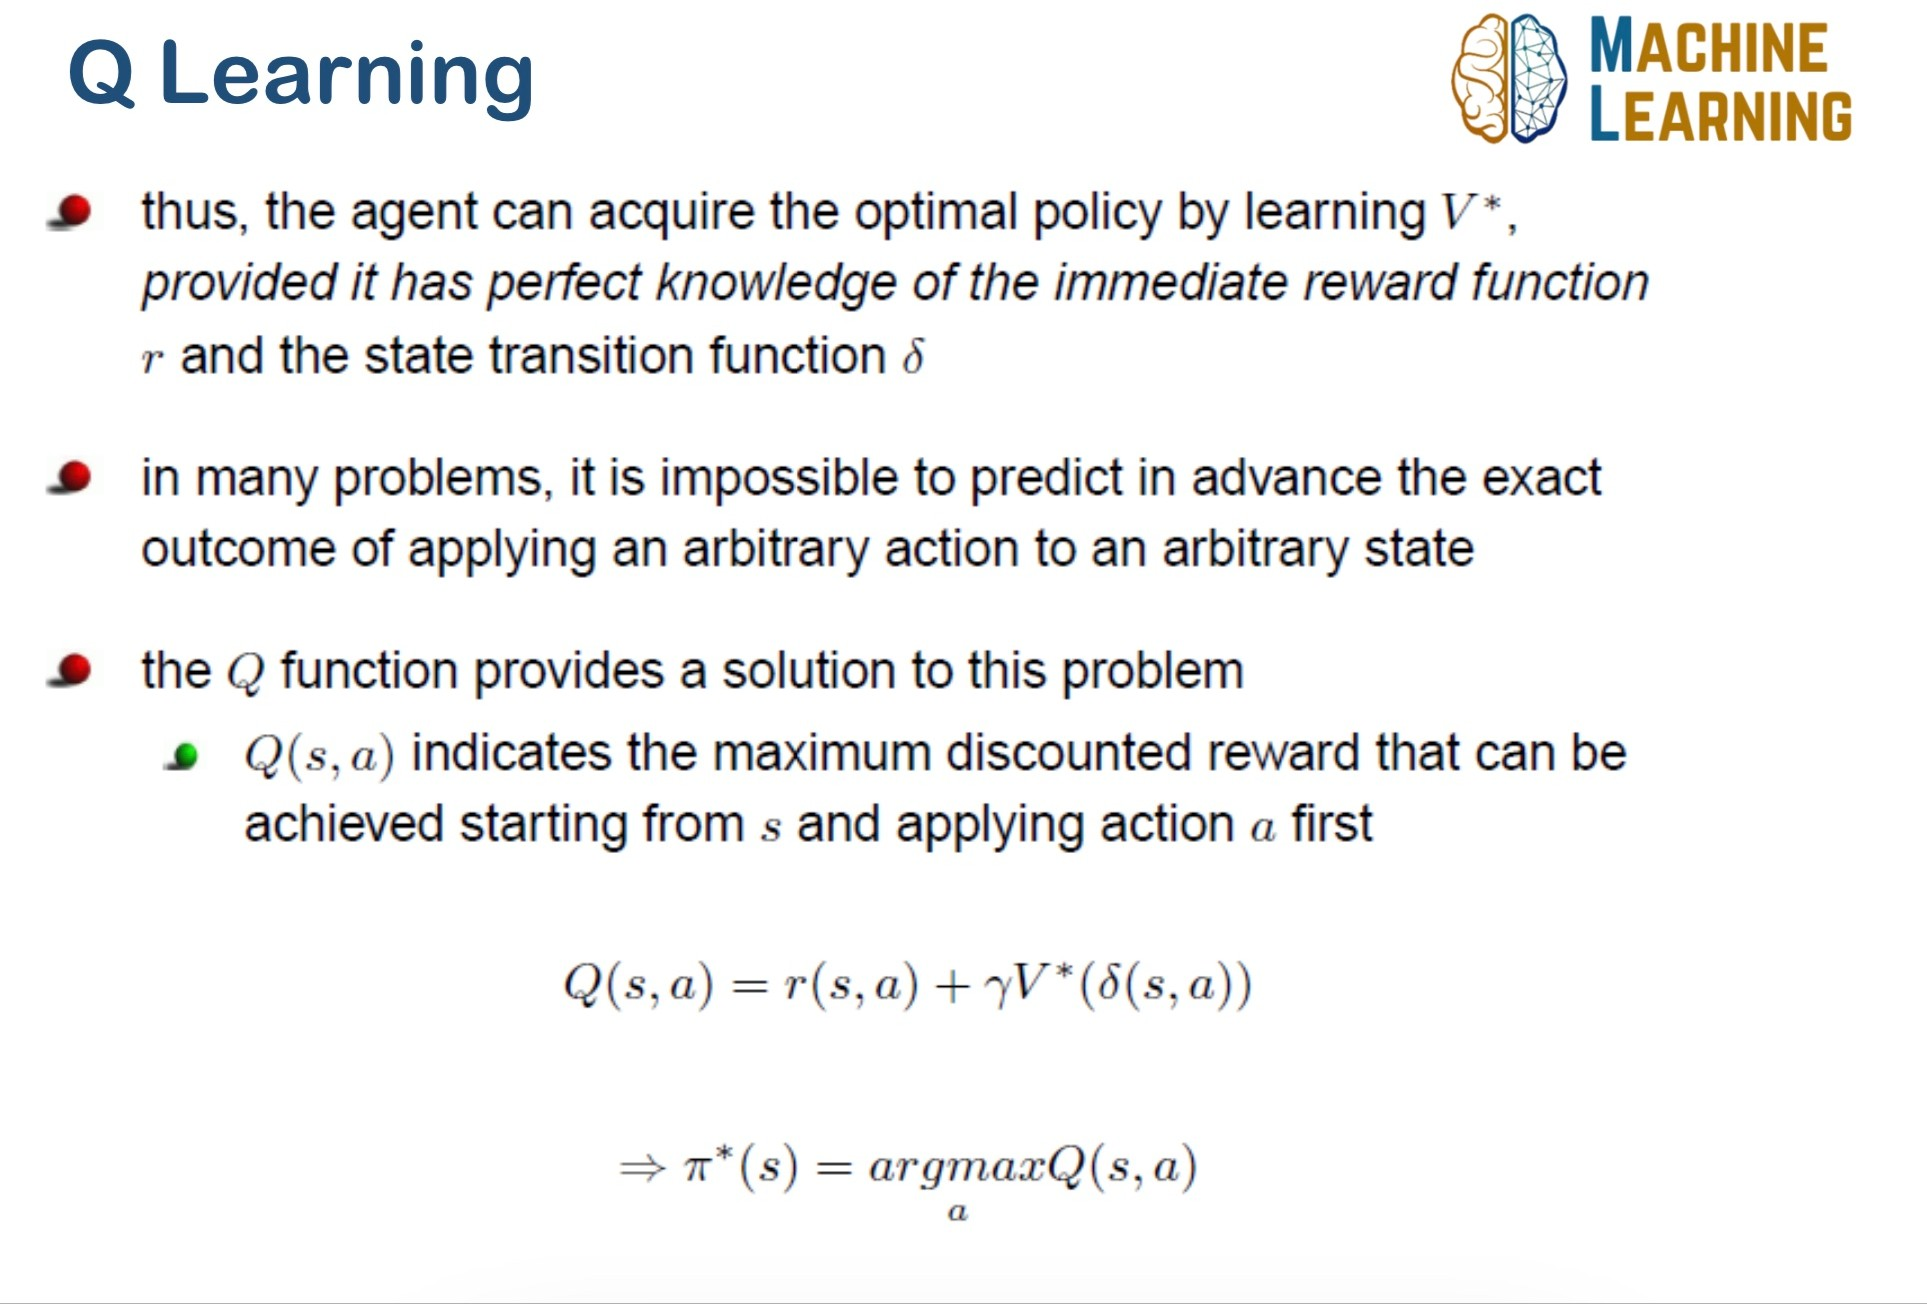 Q Learning
MACHINE
LEARNING
thus, the agent can acquire the optimal policy by learning V*,
provided it has perfect knowledge of the immediate reward function
r and the state transition function δ
in many problems, it is impossible to predict in advance the exact
outcome of applying an arbitrary action to an arbitrary state
the Q function provides a solution to this problem
Q(s, a) indicates the maximum discounted reward that can be
achieved starting from s and applying action a first
Q(s, a) = r(s, a) + γV*(δ(s, a))
⇒ π*(s) = argmaxQ(s, a)
a